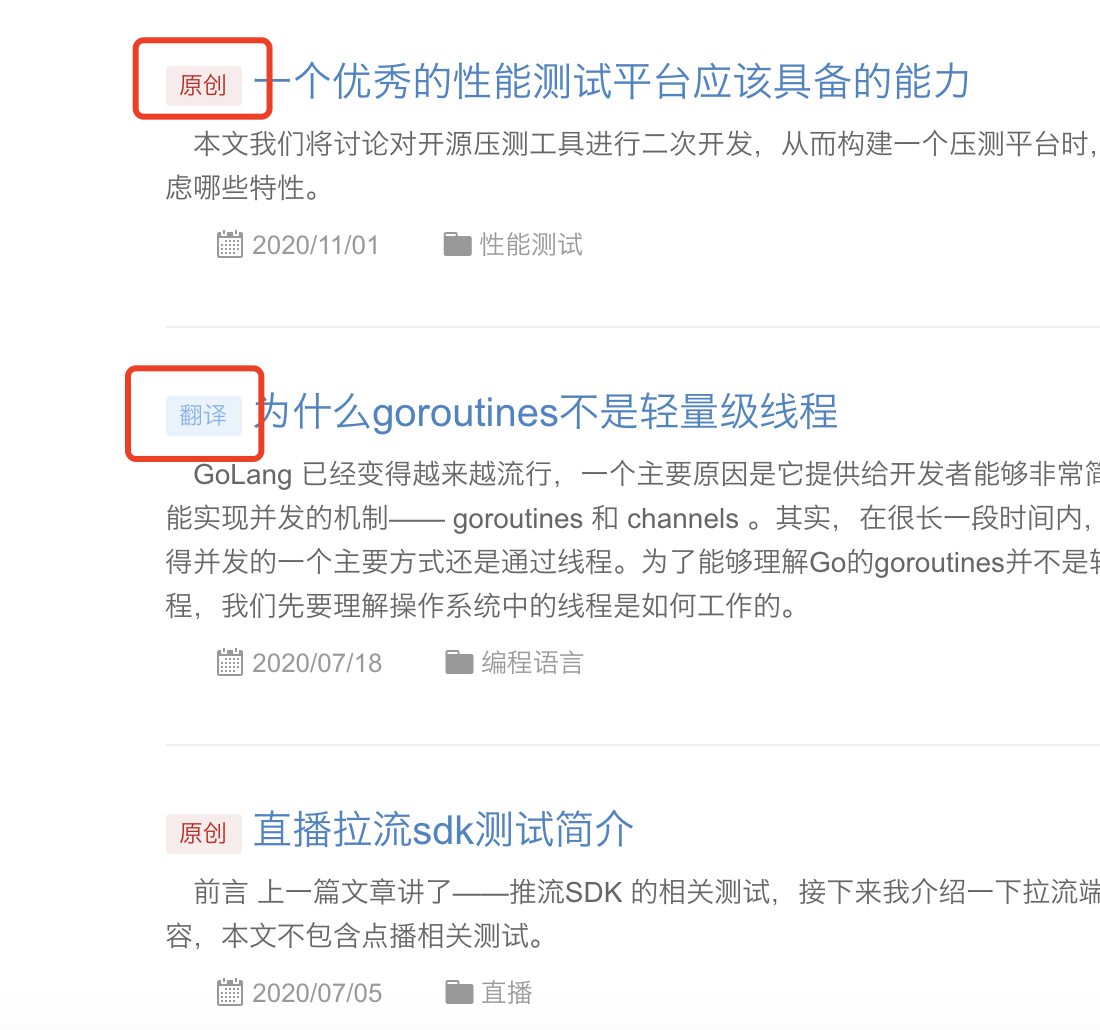 原创 一个优秀的性能测试平台应该具备的能力
本文我们将讨论对开源压测工具进行二次开发，从而构建一个压测平台时，
虑哪些特性。
2020/11/01 性能测试
翻译 为什么goroutines不是轻量级线程
GoLang 已经变得越来越流行，一个主要原因是它提供给开发者能够非常简
能实现并发的机制—— goroutines 和 channels 。其实，在很长一段时间内，
得并发的一个主要方式还是通过线程。为了能够理解Go的goroutines并不是轻
程，我们先要理解操作系统中的线程是如何工作的。
2020/07/18 编程语言
原创 直播拉流sdk测试简介
前言 上一篇文章讲了——推流SDK 的相关测试，接下来我介绍一下拉流端
容，本文不包含点播相关测试。
2020/07/05 直播